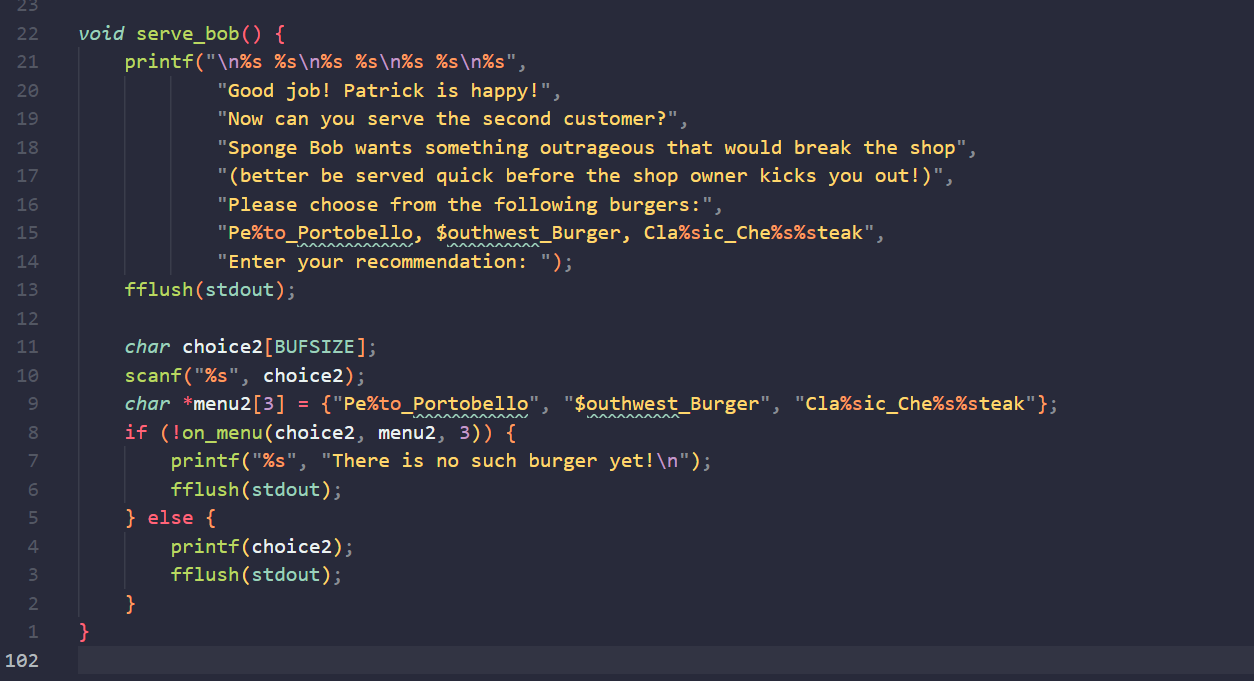 23
22 void serve_bob() {
21     printf("\n%s %s\n%s %s\n%s %s\n%s",
20             "Good job! Patrick is happy!",
19             "Now can you serve the second customer?",
18             "Sponge Bob wants something outrageous that would break the shop",
17             "(better be served quick before the shop owner kicks you out!)",
16             "Please choose from the following burgers:",
15             "Pe%to_Portobello, $outhwest_Burger, Cla%sic_Che%s%steak",
14             "Enter your recommendation: ");
13     fflush(stdout);
12
11     char choice2[BUFSIZE];
10     scanf("%s", choice2);
9     char *menu2[3] = {"Pe%to_Portobello", "$outhwest_Burger", "Cla%sic_Che%s%steak"};
8     if (!on_menu(choice2, menu2, 3)) {
7         printf("%s", "There is no such burger yet!\n");
6         fflush(stdout);
5     } else {
4         printf(choice2);
3         fflush(stdout);
2     }
1 }
102